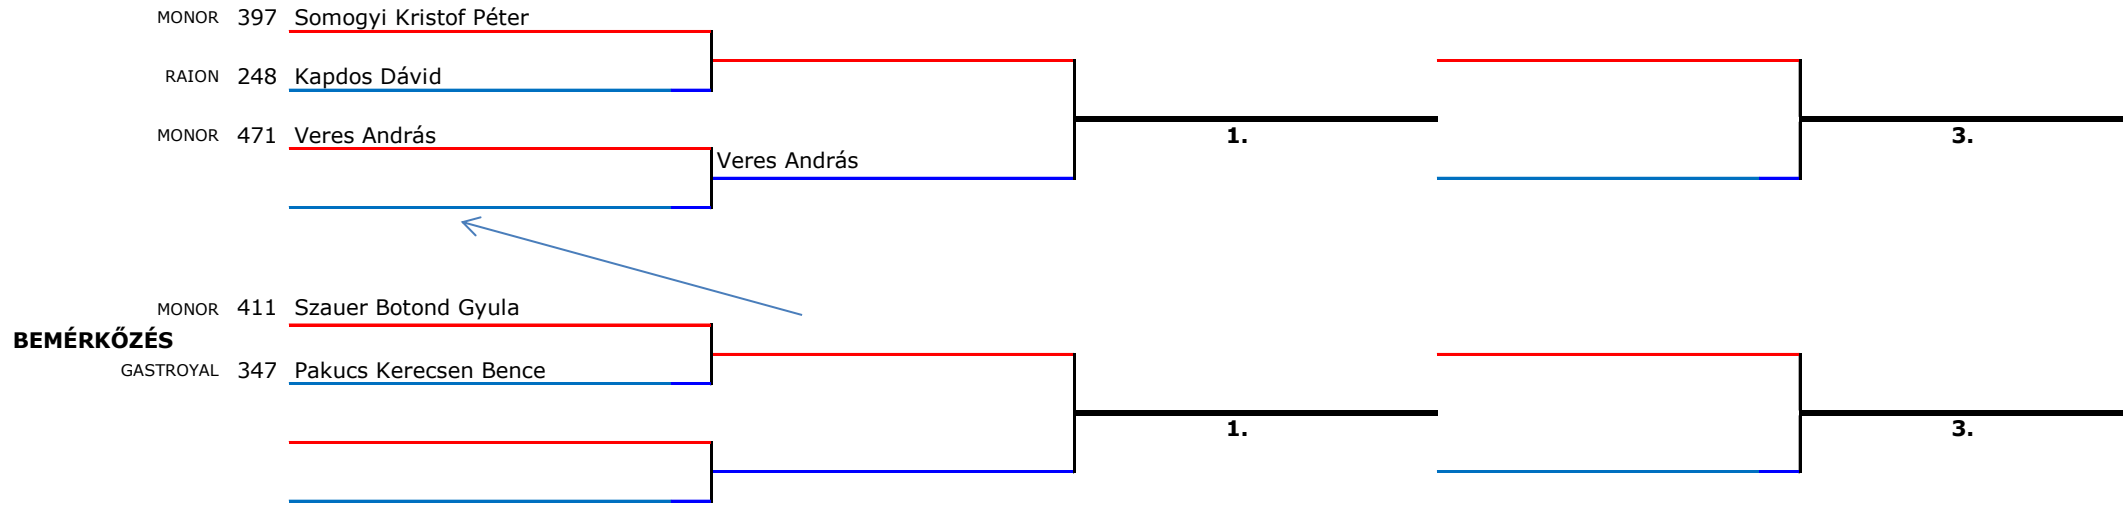 MONOR 397 Somogyi Kristof Péter
RAION 248 Kapdos Dávid
MONOR 471 Veres András 1. 3.
Veres András
MONOR 411 Szauer Botond Gyula
BEMÉRKŐZÉS
GASTROYAL 347 Pakucs Kerecsen Bence
1. 3.